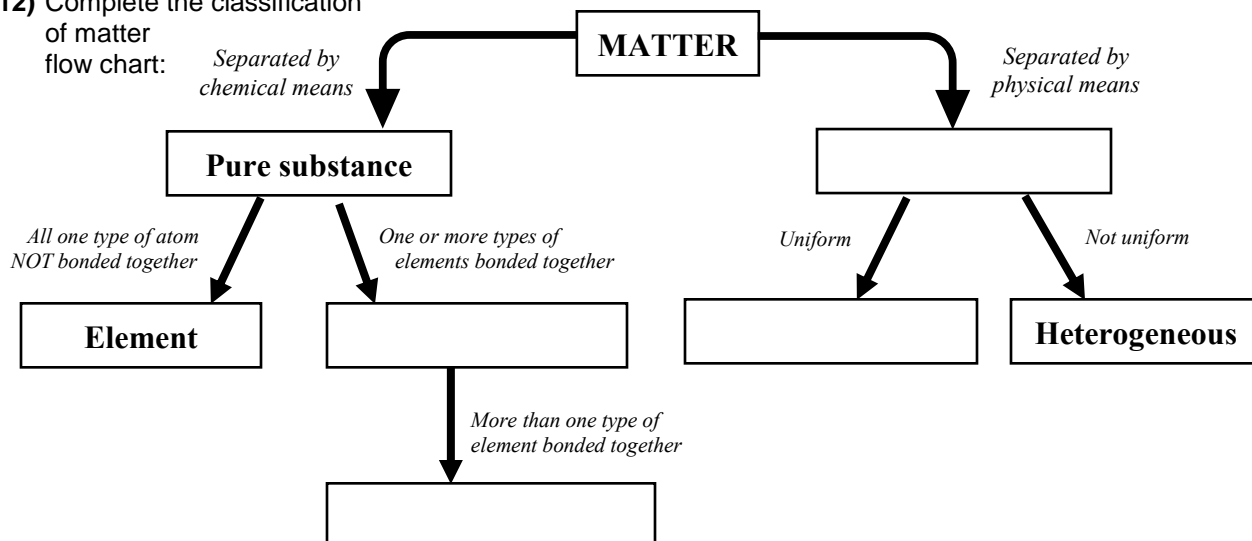 12) Complete the classification
of matter
flow chart:
MATTER
Separated by
chemical means
Separated by
physical means
Pure substance
All one type of atom
NOT bonded together
One or more types of
elements bonded together
Uniform
Not uniform
Element
Heterogeneous
More than one type of
element bonded together